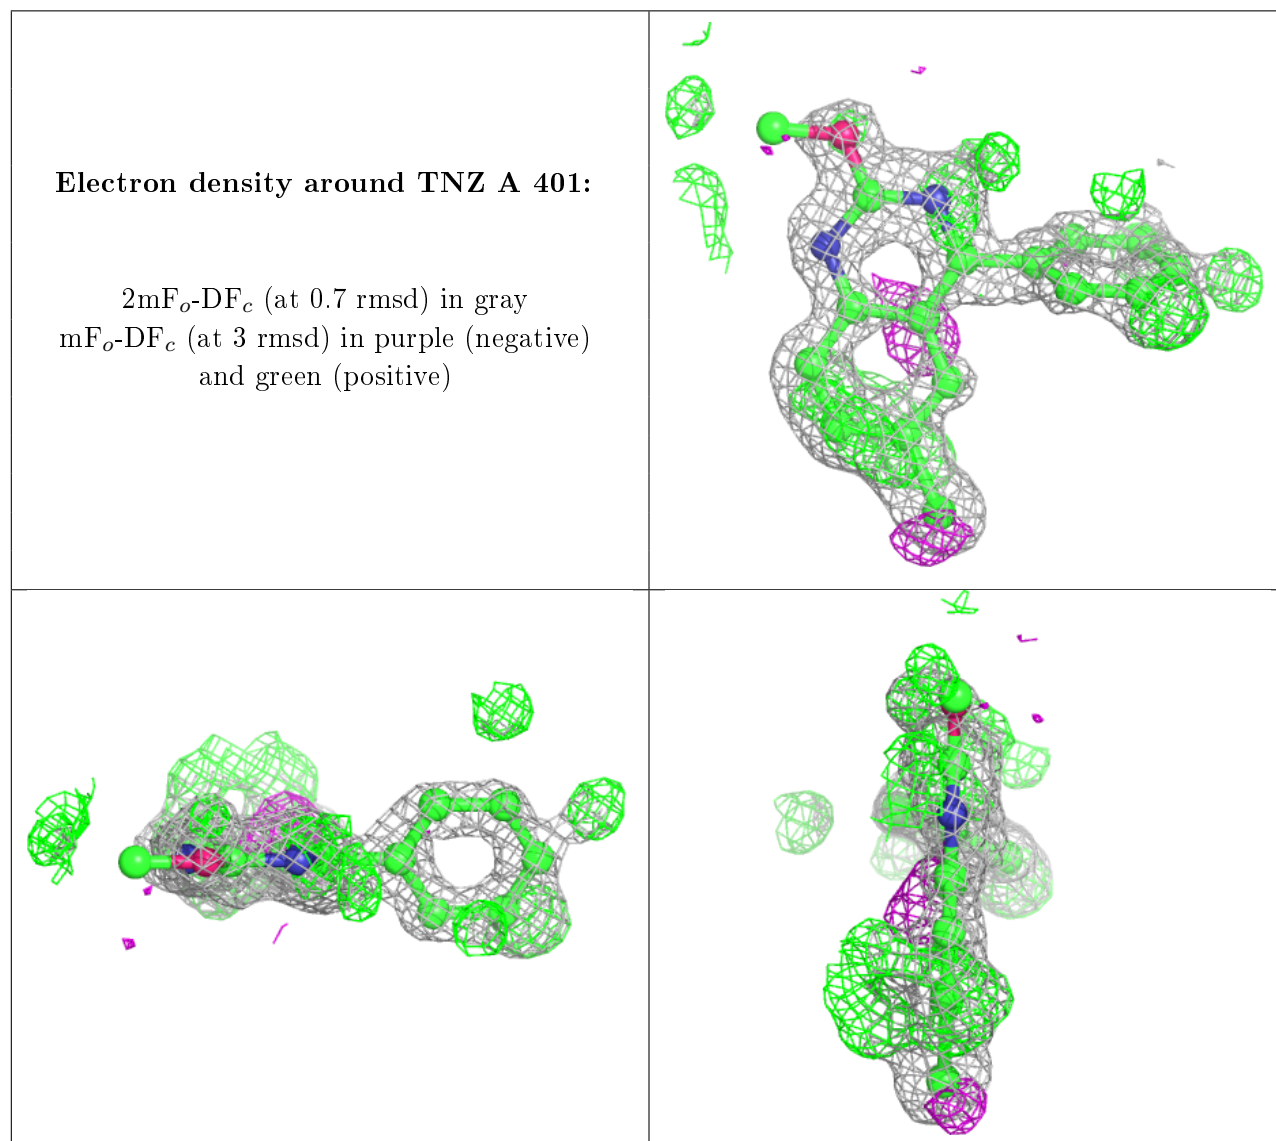 Electron density around TNZ A 401:
2mFo-DFc (at 0.7 rmsd) in gray
mFo-DFc (at 3 rmsd) in purple (negative)
and green (positive)